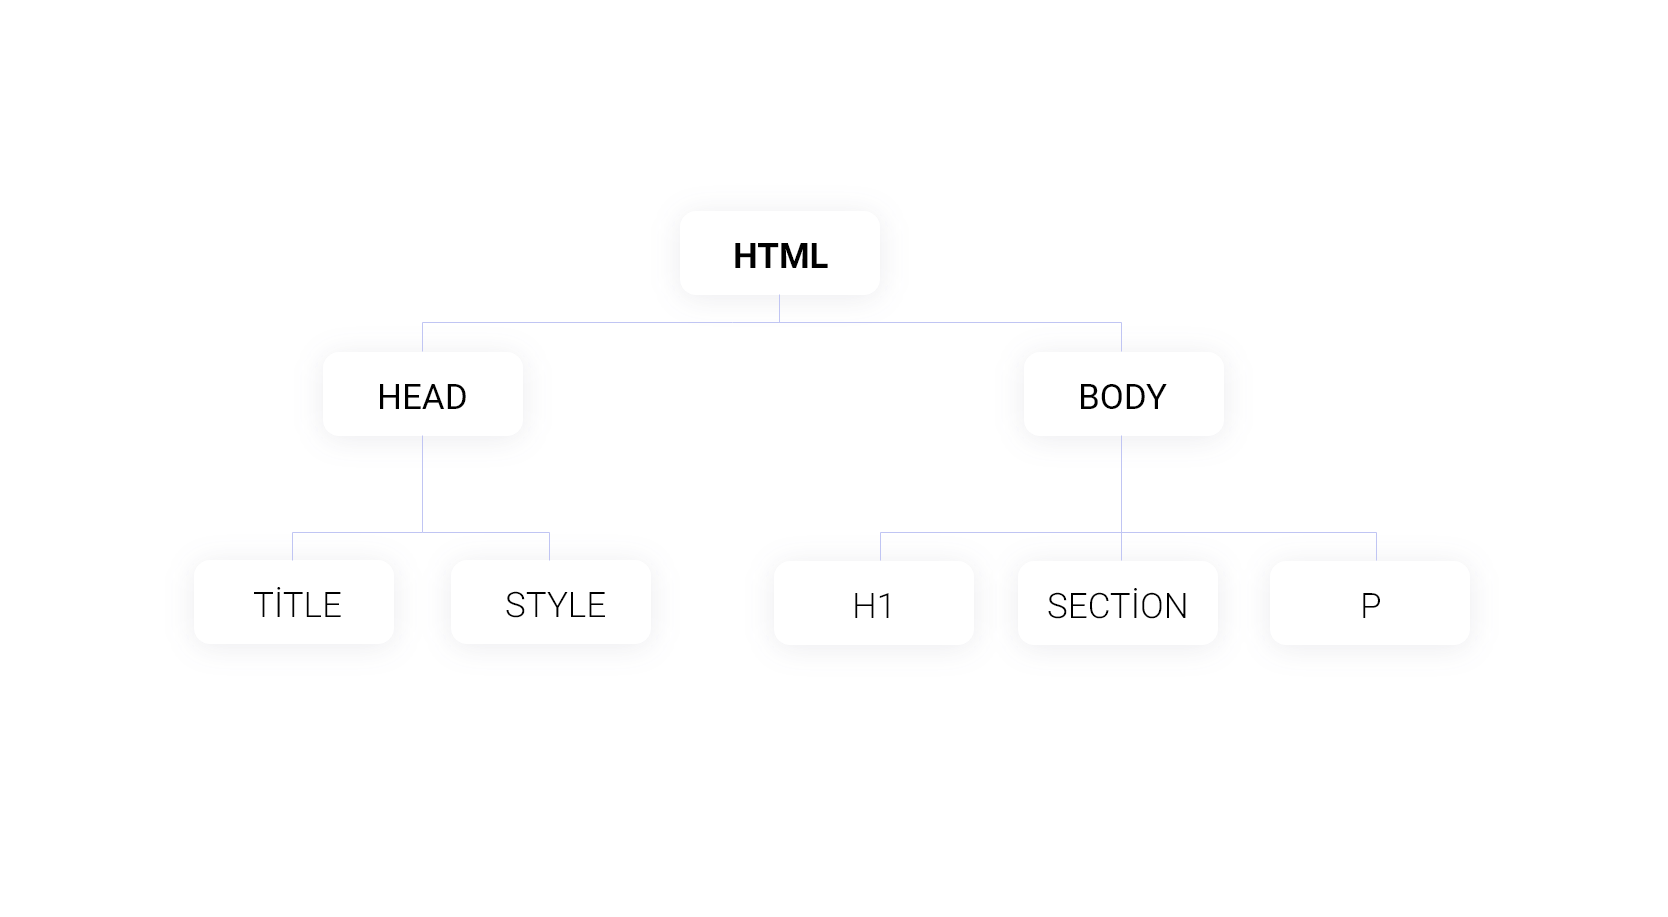 HTML
HEAD
BODY
TİTLE
STYLE
H1
SECTİON
P